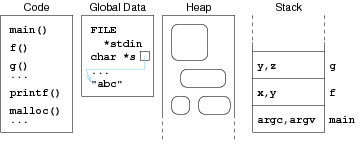 Code
main()
f()
g()
...
printf()
malloc()
...
Global Data
FILE
*stdin
char *s
...
"abc"
Heap
Stack
y,z g
x,y f
argc,argv main